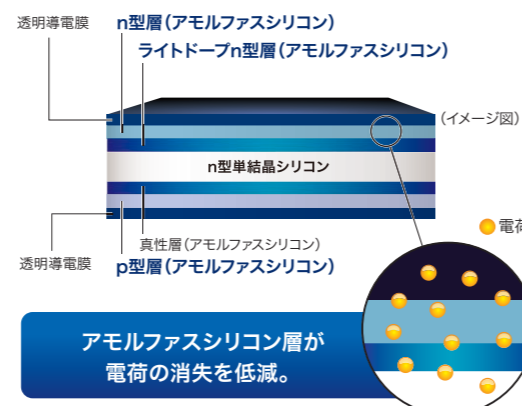 透明導電膜
n型層(アモルファスシリコン)
ライトドープn型層(アモルファスシリコン)
(イメージ図)
n型単結晶シリコン
電荷
真性層(アモルファスシリコン)
透明導電膜
p型層(アモルファスシリコン)
アモルファスシリコン層が
電荷の消失を低減。